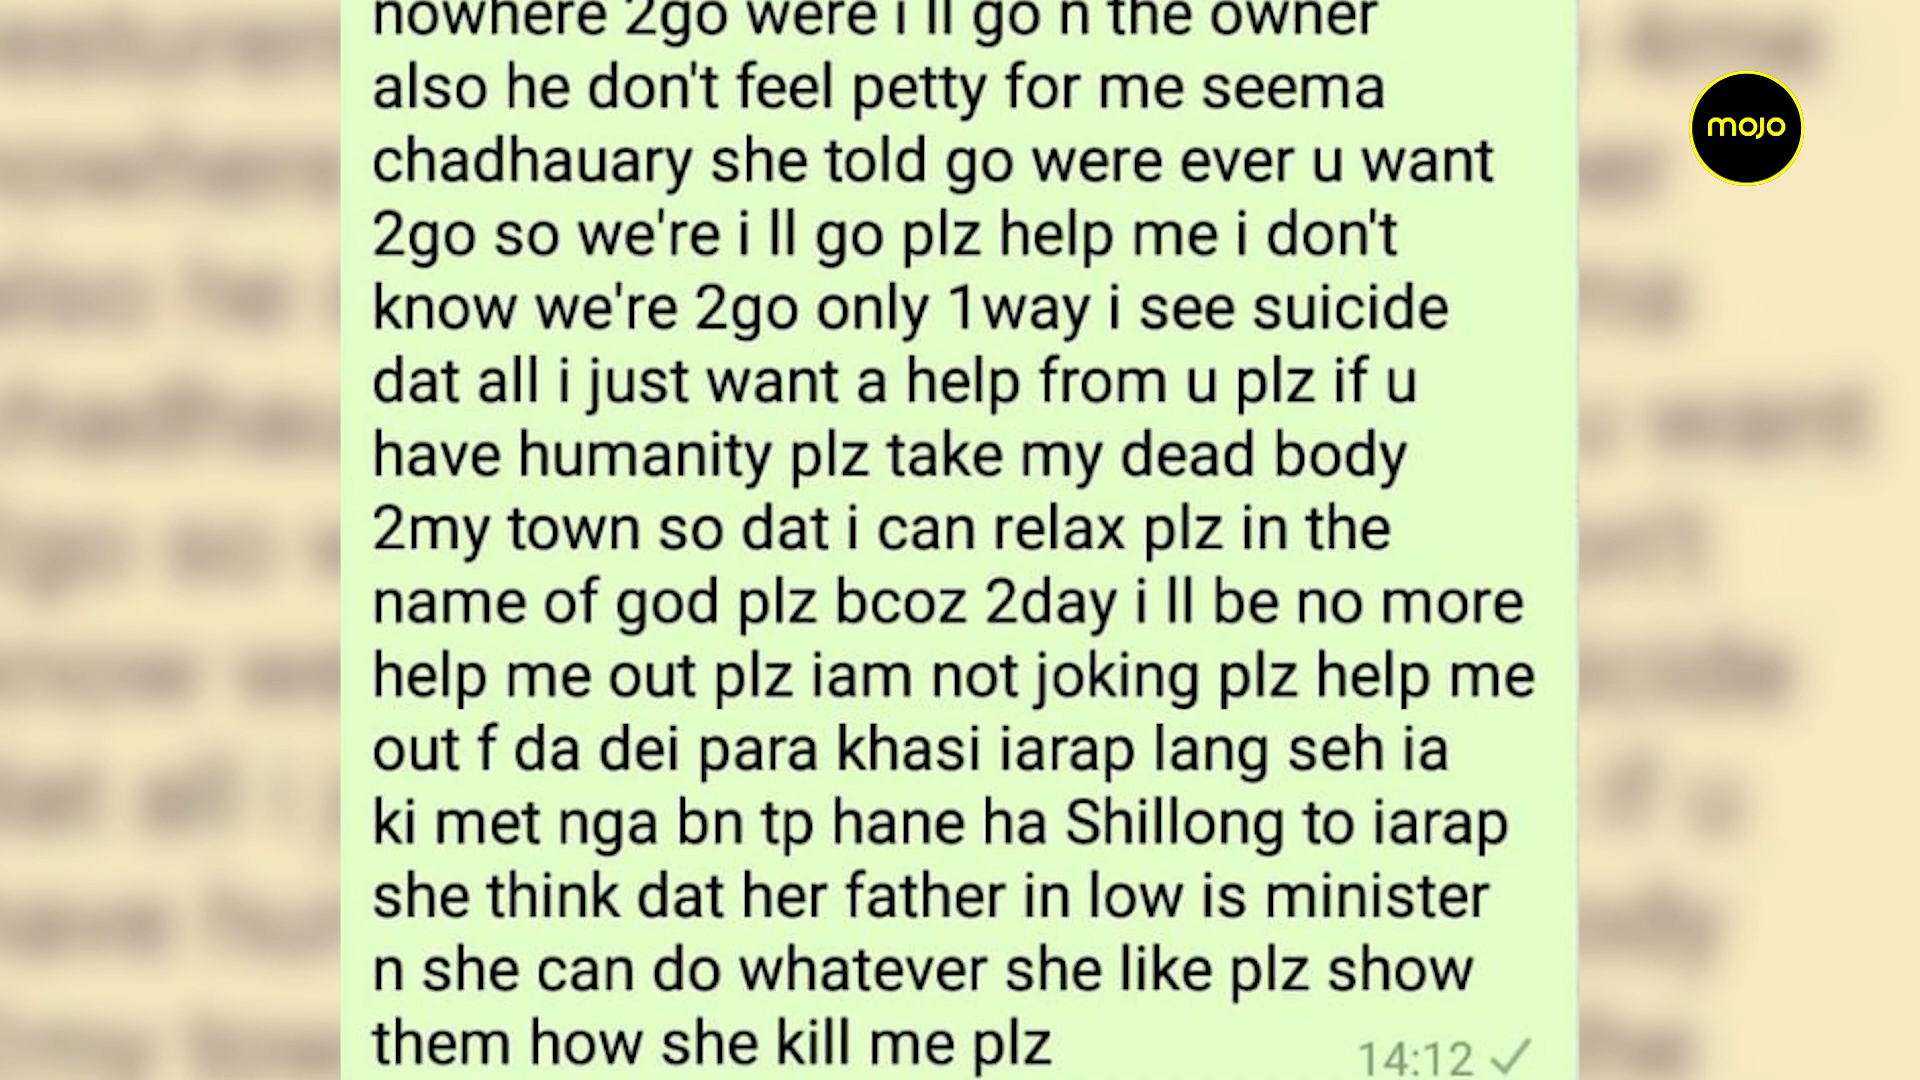 nowhere 2go were i ll go n the owner
also he don't feel petty for me seema
chadhauary she told go were ever u want
2go so we're i ll go plz help me i don't
know we're 2go only 1way i see suicide
dat all i just want a help from u plz if u
have humanity plz take my dead body
2my town so dat i can relax plz in the
name of god plz bcoz 2day i ll be no more
help me out plz iam not joking plz help me
out f da dei para khasi iarap lang seh ia
ki met nga bn tp hane ha Shillong to iarap
she think dat her father in low is minister
n she can do whatever she like plz show
them how she kill me plz
14:12
mojo